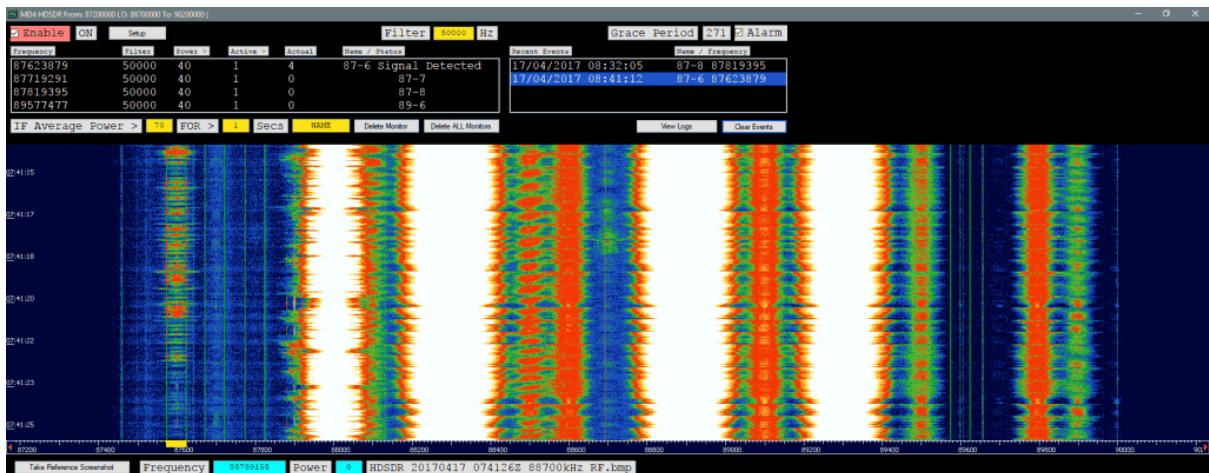 MD4-HDSDR From: 87200000 LO: 88700000 To: 90200000 |
Enable ON Setup Filter 50000 Hz Grace Period 271 Alarm
Frequency Filter Power > Active > Actual Name / Status Recent Events Name / Frequency
87623879 50000 40 1 4 87-6 Signal Detected 17/04/2017 08:32:05 87-8 87819395
87719291 50000 40 1 0 87-7 17/04/2017 08:41:12 87-6 87623879
87819395 50000 40 1 0 87-8
89577477 50000 40 1 0 89-6
IF Average Power > 70 FOR > 1 Secs NAME Delete Monitor Delete ALL Monitors View Logs Clear Events
07:41:15
07:41:17
07:41:18
07:41:20
07:41:22
07:41:23
07:41:25
87200 87400 87600 87800 88000 88200 88400 88600 88800 89000 89200 89400 89600 89800 90000 902
Take Reference Screenshot Frequency 88789155 Power 0 HDSDR 20170417 074126Z 88700kHz RF.bmp